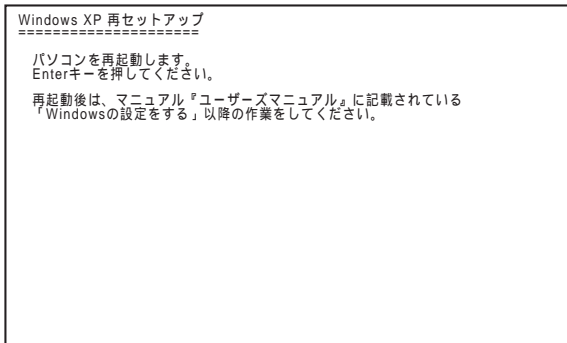 Windows XP 再セットアップ
=====================
パソコンを再起動します。
Enterキーを押してください。
再起動後は、マニュアル『ユーザーズマニュアル』に記載されている
「Windowsの設定をする」以降の作業をしてください。